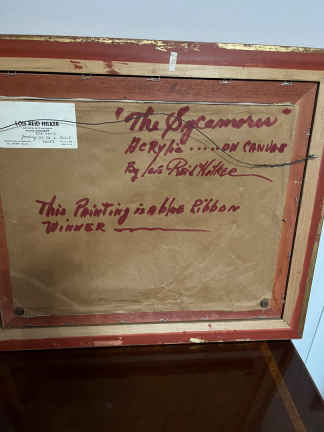 LOIS REID HILKER
"The Sycamores"
Acrylic.....on CANVAS
By Lois Reid Hilker
This Painting is a blue Ribbon
WINNER